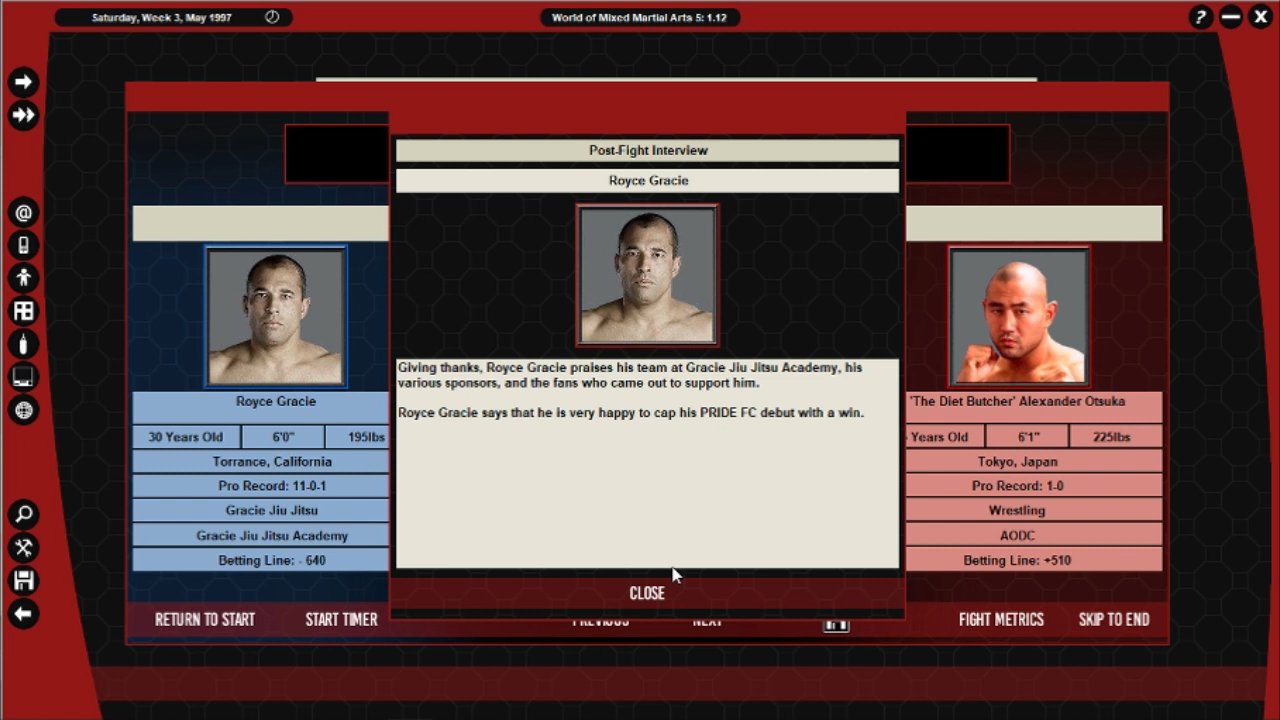 Saturday, Week 3, May 1997
World of Mixed Martial Arts 5: 1.12
?
X
Post-Fight Interview
Royce Gracie
Giving thanks, Royce Gracie praises his team at Gracie Jiu Jitsu Academy, his
various sponsors, and the fans who came out to support him.
Royce Gracie says that he is very happy to cap his PRIDE FC debut with a win.
CLOSE
Royce Gracie
30 Years Old
6'0"
195lbs
Torrance, California
Pro Record: 11-0-1
Gracie Jiu Jitsu
Gracie Jiu Jitsu Academy
Betting Line: - 640
'The Diet Butcher' Alexander Otsuka
Years Old
6'1"
225lbs
Tokyo, Japan
Pro Record: 1-0
Wrestling
AODC
Betting Line: +510
RETURN TO START
START TIMER
PREVIOUS
NEXT
FIGHT METRICS
SKIP TO END